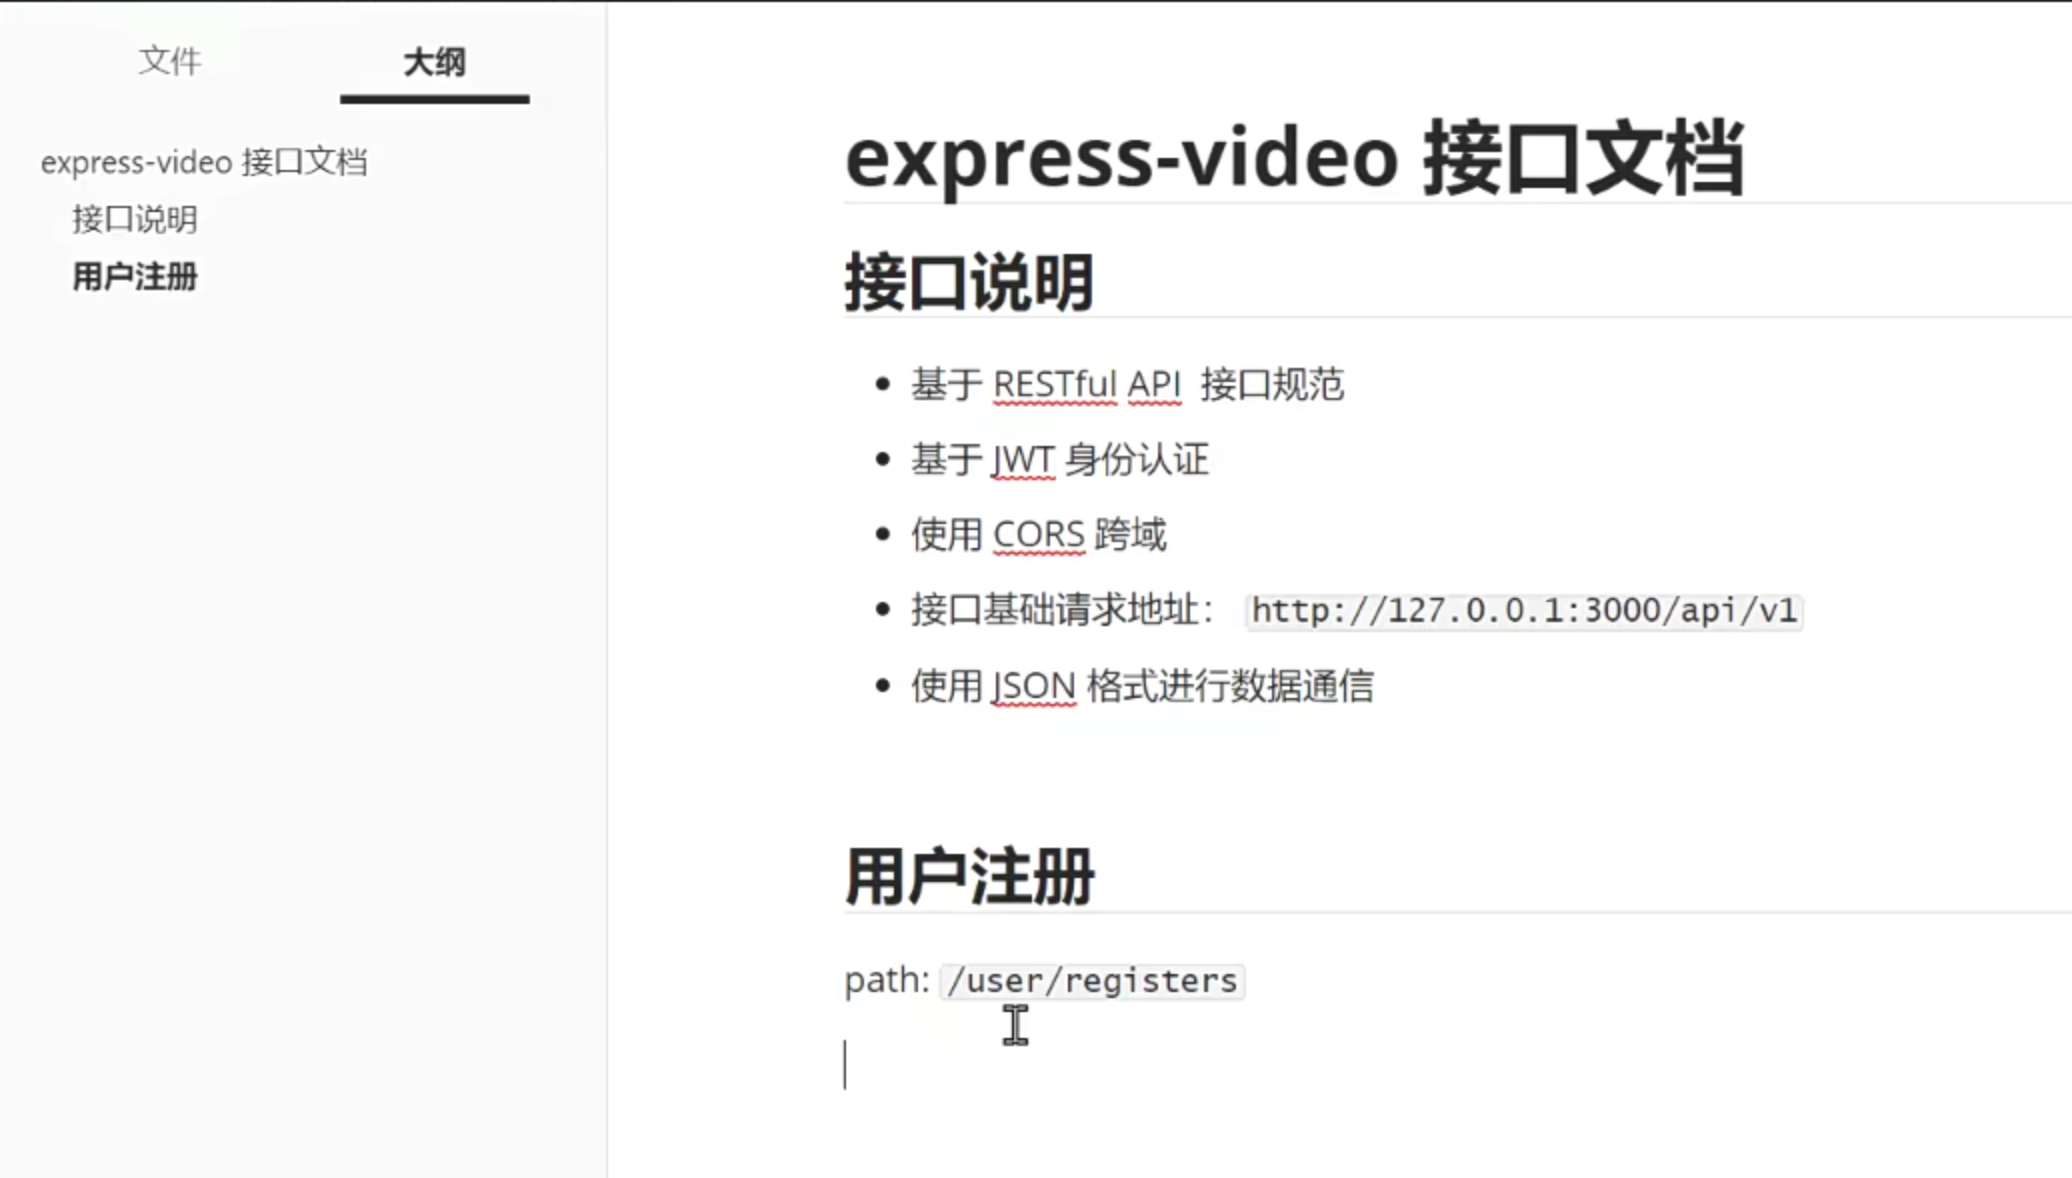 文件
大纲
express-video 接口文档
接口说明
用户注册
express-video 接口文档
接口说明
基于 RESTful API 接口规范
基于 JWT 身份认证
使用 CORS 跨域
接口基础请求地址： http://127.0.0.1:3000/api/v1
使用 JSON 格式进行数据通信
用户注册
path: /user/registers